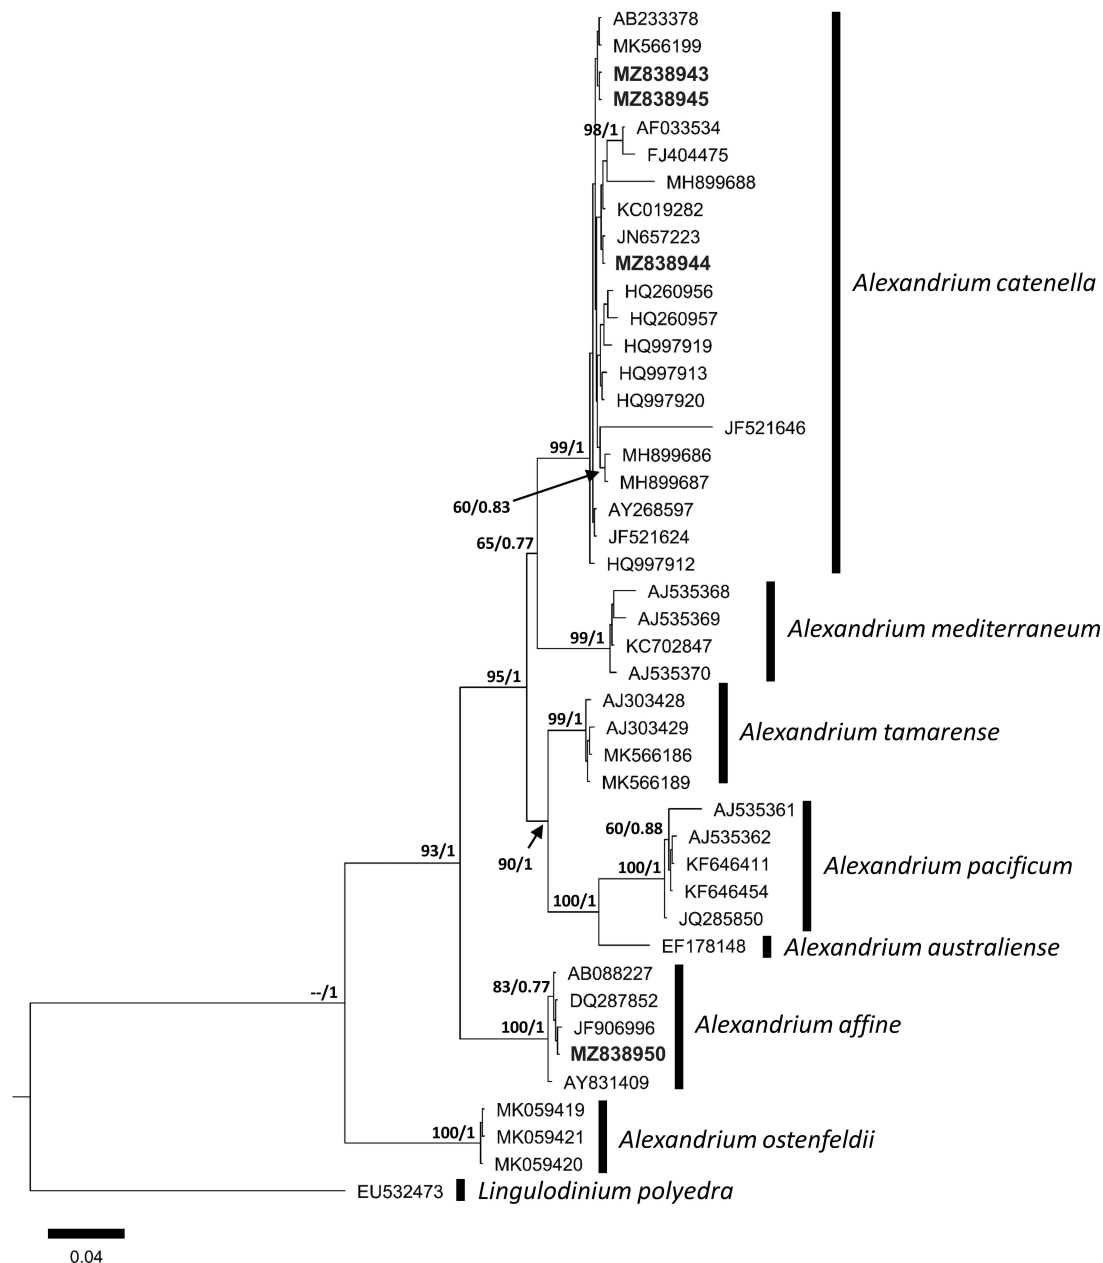 AB233378
MK566199
MZ838943
MZ838945
98/1
AF033534
FJ404475
MH899688
KC019282
JN657223
MZ838944
Alexandrium catenella
HQ260956
HQ260957
HQ997919
HQ997913
HQ997920
JF521646
99/1
MH899686
MH899687
60/0.83
AY268597
JF521624
65/0.77
HQ997912
AJ535368
AJ535369
Alexandrium mediterraneum
99/1
KC702847
AJ535370
95/1
AJ303428
99/1
AJ303429
Alexandrium tamarense
MK566186
MK566189
AJ535361
60/0.88
AJ535362
93/1
90/1
KF646411
Alexandrium pacificum
100/1
KF646454
100/1
JQ285850
EF178148
Alexandrium australiense
AB088227
83/0.77
--/1
DQ287852
100/1
JF906996
Alexandrium affine
MZ838950
AY831409
MK059419
100/1
MK059421
Alexandrium ostenfeldii
MK059420
EU532473
Lingulodinium polyedra
0.04